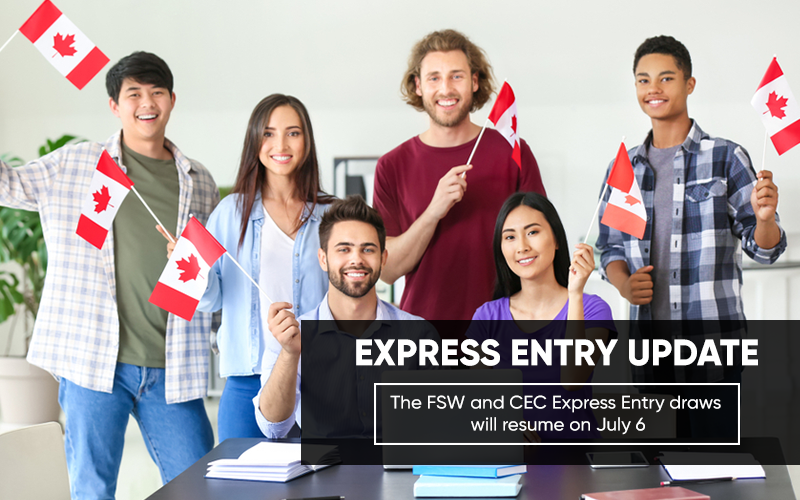 EXPRESS ENTRY UPDATE
The FSW and CEC Express Entry draws
will resume on July 6